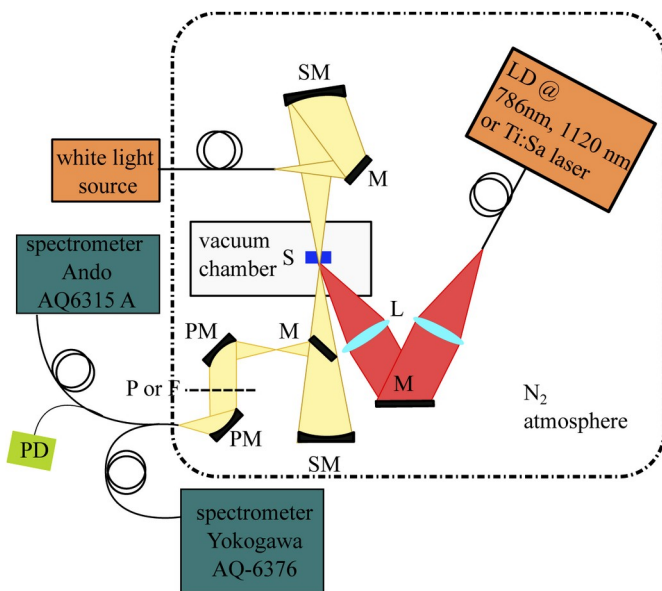 SM
LD @
786nm, 1120 nm
or Ti:Sa laser
white light
source
M
spectrometer
Ando
AQ6315 A
vacuum
chamber
S
PM
M
L
P or F
M
N₂
atmosphere
PD
PM
SM
spectrometer
Yokogawa
AQ-6376